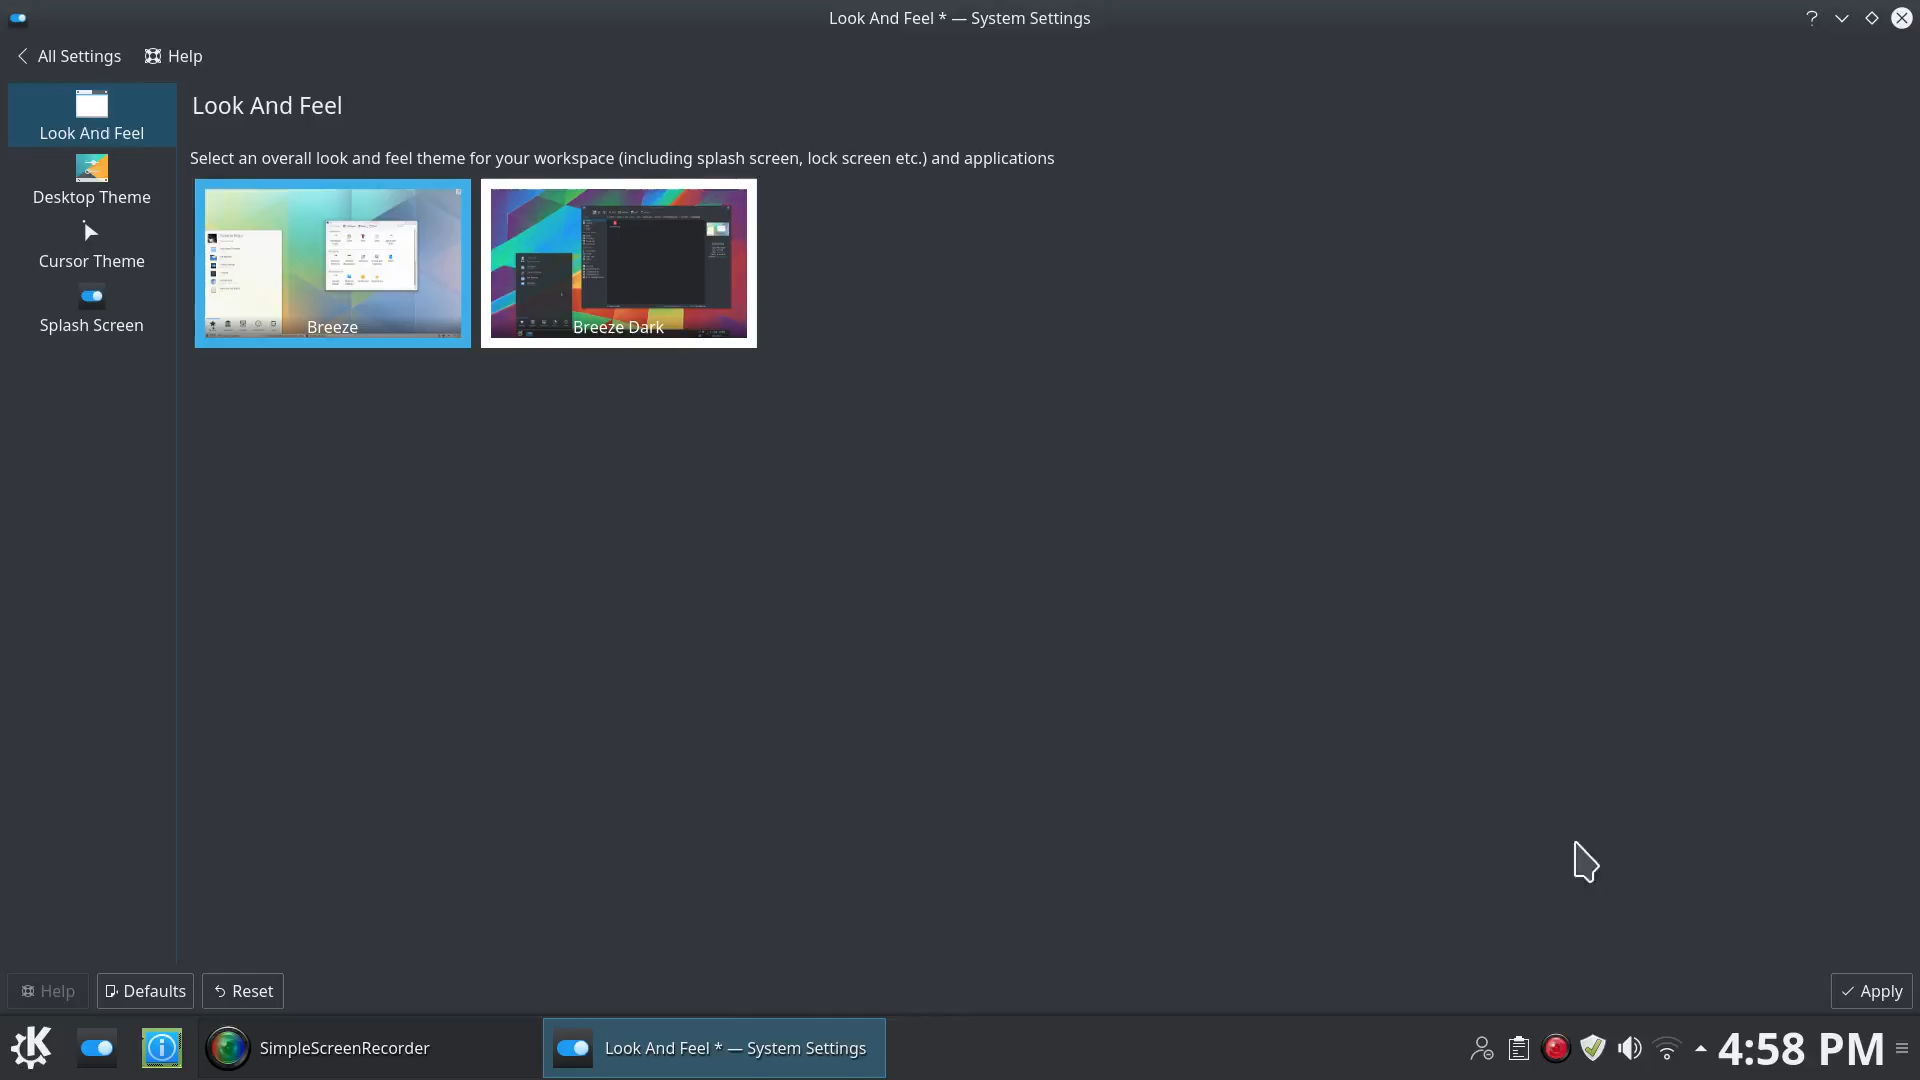 Look And Feel * — System Settings
All Settings
Help
Look And Feel
Desktop Theme
Cursor Theme
Splash Screen
Look And Feel
Select an overall look and feel theme for your workspace (including splash screen, lock screen etc.) and applications
Breeze
Breeze Dark
Help
Defaults
Reset
Apply
SimpleScreenRecorder
Look And Feel * — System Settings
4:58 PM